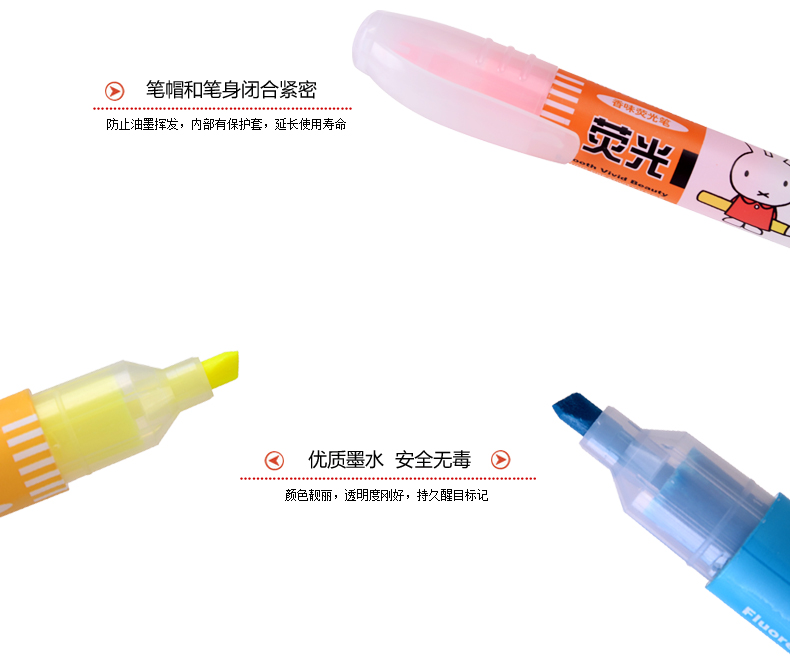 笔帽和笔身闭合紧密
防止油墨挥发，内部有保护套，延长使用寿命
香味荧光笔
荧光
Vivid Beauty
优质墨水 安全无毒
颜色靓丽，透明度刚好，持久醒目标记